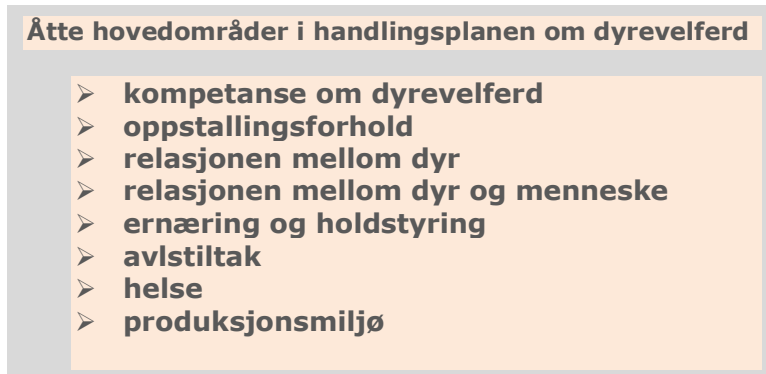 Åtte hovedområder i handlingsplanen om dyrevelferd
➢ kompetanse om dyrevelferd
➢ oppstallingsforhold
➢ relasjonen mellom dyr
➢ relasjonen mellom dyr og menneske
➢ ernæring og holdstyring
➢ avlstiltak
➢ helse
➢ produksjonsmiljø